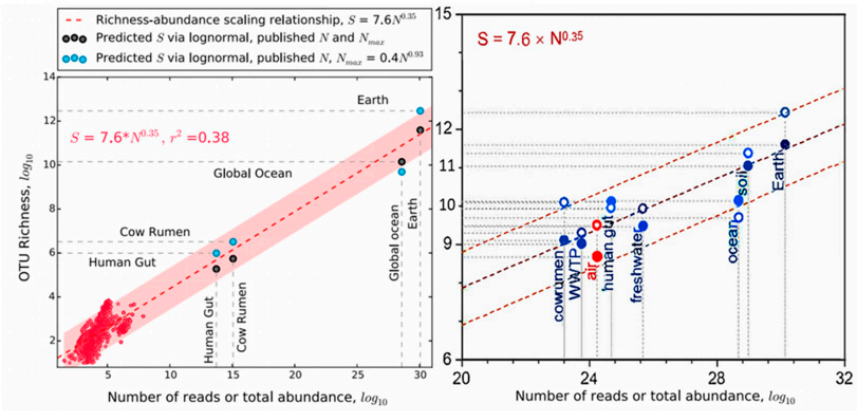 Richness-abundance scaling relationship, S = 7.6N^0.35
Predicted S via lognormal, published N and N_max
Predicted S via lognormal, published N, N_max = 0.4N^0.93
14
12
10
8
6
4
2
OTU Richness, log10
S = 7.6*N^0.35, r^2 =0.38
Earth
Global Ocean
Cow Rumen
Human Gut
Human Gut
Cow Rumen
Global ocean
Earth
5
10
15
20
25
30
Number of reads or total abundance, log10
15
12
11
10
9
6
S = 7.6 × N^0.35
cowrumen
WWTP
air
human gut
freshwater
ocean
soil
Earth
20
24
28
32
Number of reads or total abundance, log10